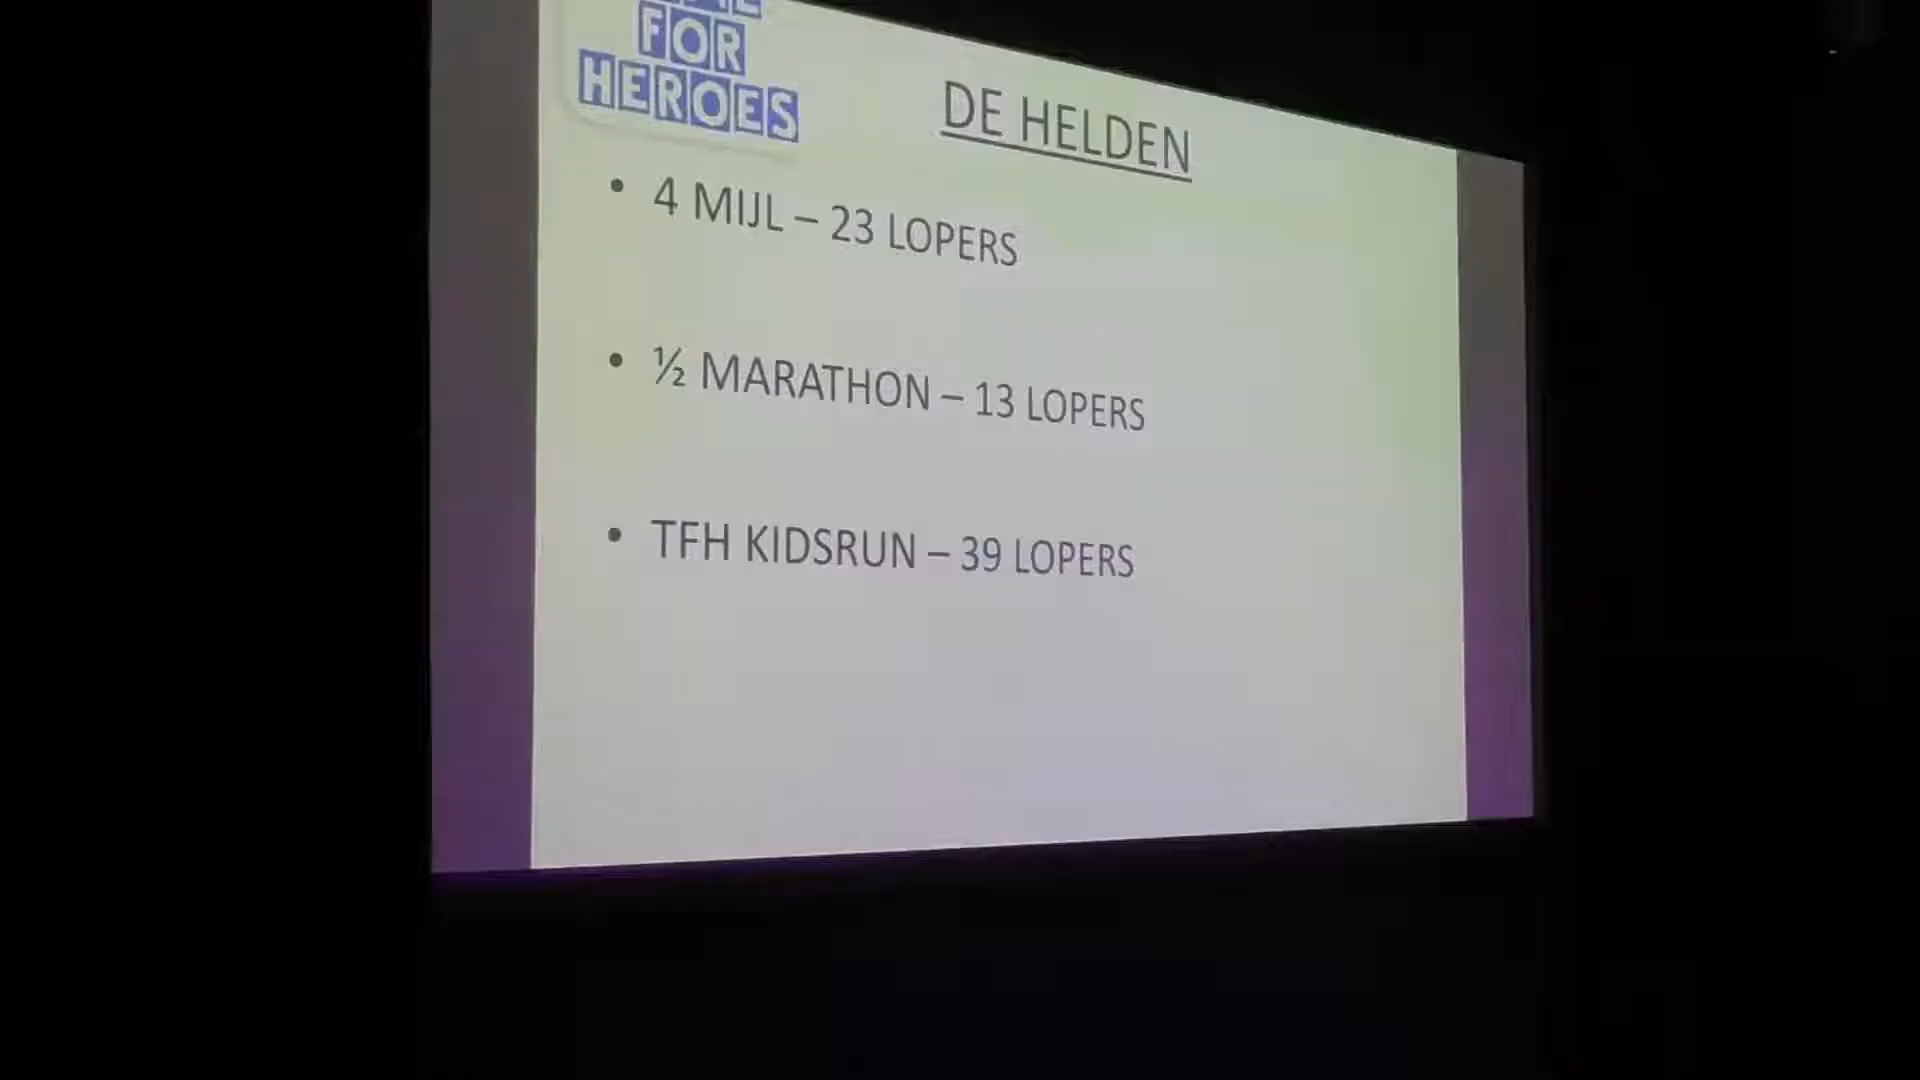 FOR
HEROES
DE HELDEN
• 4 MIJL – 23 LOPERS
• ½ MARATHON – 13 LOPERS
• TFH KIDSRUN – 39 LOPERS